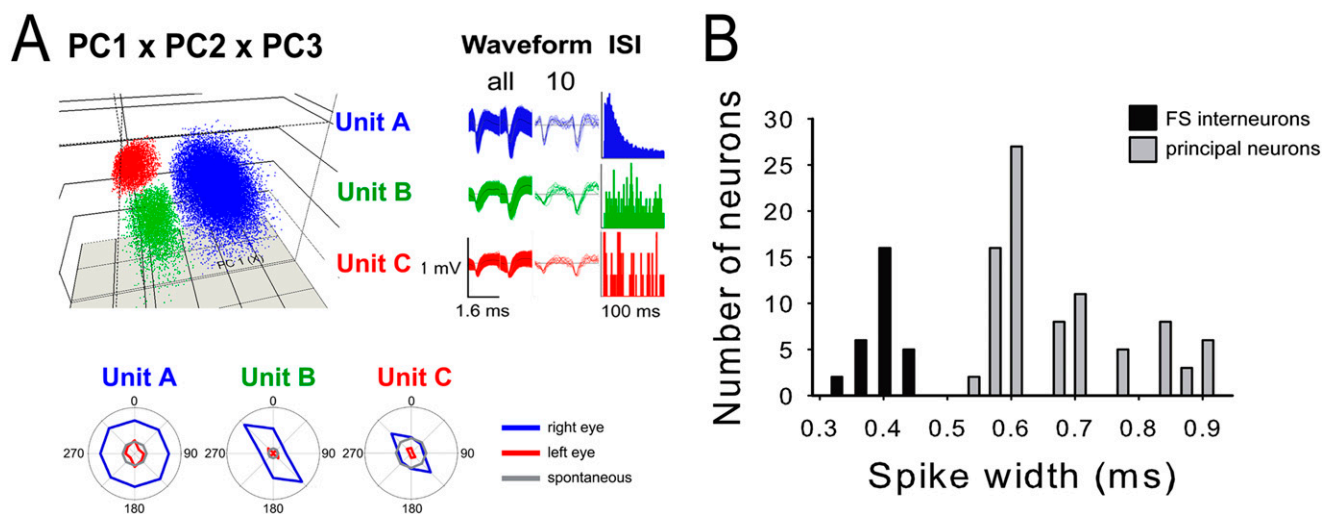 A PC1 x PC2 x PC3
Waveform ISI
all 10
Unit A
Unit B
Unit C
PC 1 (X)
1 mV
1.6 ms
100 ms
Unit A
Unit B
Unit C
0
0
0
270
90
270
90
270
90
180
180
180
right eye
left eye
spontaneous
B
FS interneurons
principal neurons
Number of neurons
30
25
20
15
10
5
0
0.3 0.4 0.5 0.6 0.7 0.8 0.9
Spike width (ms)